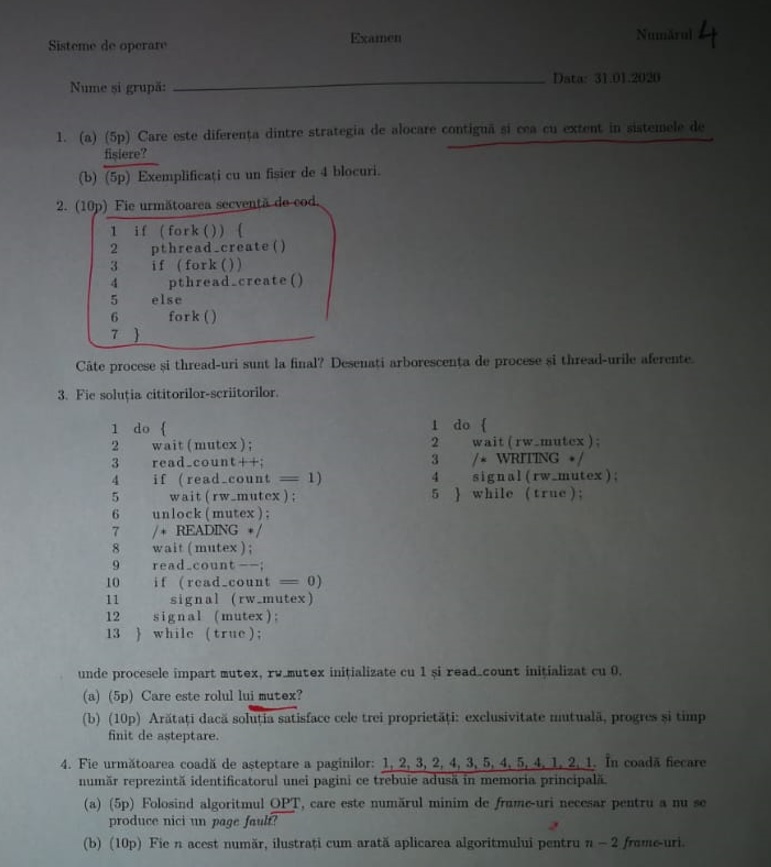 Sisteme de operare Examen Numărul 4
Nume și grupă: Data: 31.01.2020
1. (a) (5p) Care este diferența dintre strategia de alocare contiguă și cea cu extent în sistemele de
fișiere?
(b) (5p) Exemplificați cu un fișier de 4 blocuri.
2. (10p) Fie următoarea secvență de cod.
1 if (fork()) {
2 pthread_create()
3 if (fork())
4 pthread_create()
5 else
6 fork()
7 }
Câte procese și thread-uri sunt la final? Desenați arborescența de procese și thread-urile aferente.
3. Fie soluția cititorilor-scriitorilor.
1 do {
2 wait(mutex);
3 read_count++;
4 if (read_count == 1)
5 wait(rw_mutex);
6 unlock(mutex);
7 /* READING */
8 wait(mutex);
9 read_count--;
10 if (read_count == 0)
11 signal (rw_mutex)
12 signal (mutex);
13 } while (true);
1 do {
2 wait(rw_mutex);
3 /* WRITING */
4 signal(rw_mutex);
5 } while (true);
unde procesele împart mutex, rw_mutex inițializate cu 1 și read_count inițializat cu 0.
(a) (5p) Care este rolul lui mutex?
(b) (10p) Arătați dacă soluția satisface cele trei proprietăți: exclusivitate mutuală, progres și timp
finit de așteptare.
4. Fie următoarea coadă de așteptare a paginilor: 1, 2, 3, 2, 4, 3, 5, 4, 5, 4, 1, 2, 1. În coadă fiecare
număr reprezintă identificatorul unei pagini ce trebuie adusă în memoria principală.
(a) (5p) Folosind algoritmul OPT, care este numărul minim de frame-uri necesar pentru a nu se
produce nici un page fault?
(b) (10p) Fie n acest număr, ilustrați cum arată aplicarea algoritmului pentru n − 2 frame-uri.